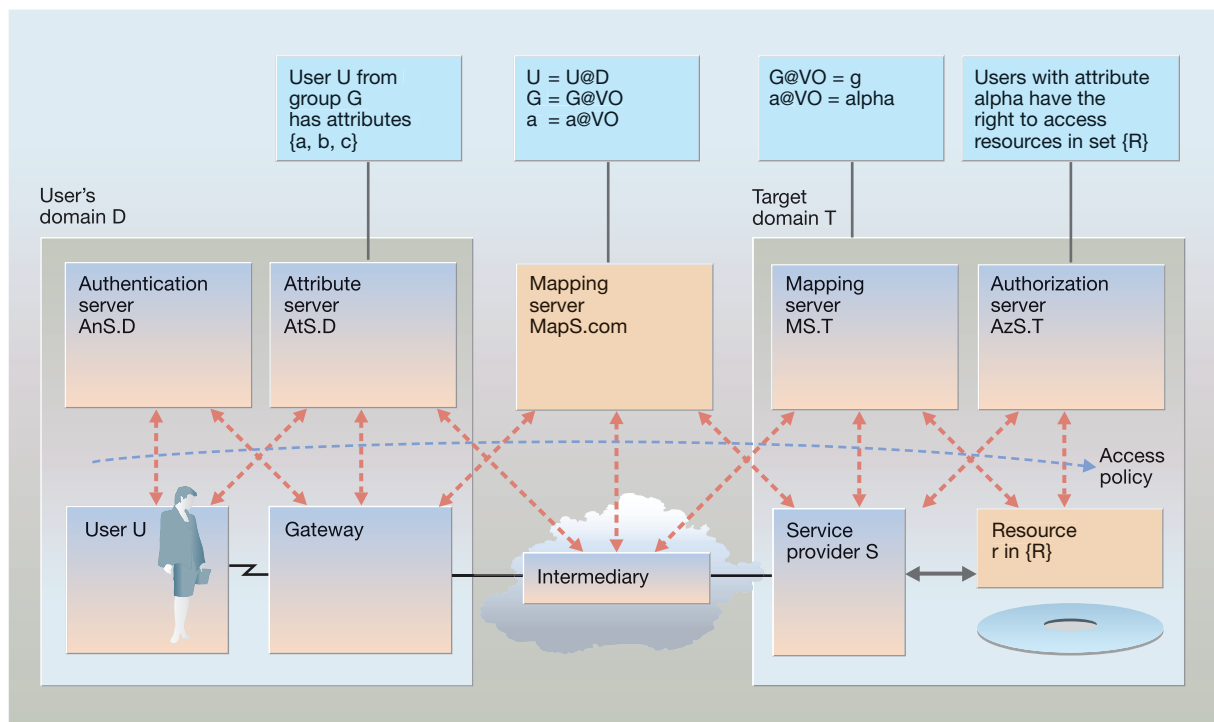 User U from
group G
has attributes
{a, b, c}
U = U@D
G = G@VO
a = a@VO
G@VO = g
a@VO = alpha
Users with attribute
alpha have the
right to access
resources in set {R}
User's
domain D
Target
domain T
Authentication
server
AnS.D
Attribute
server
AtS.D
Mapping
server
MapS.com
Mapping
server
MS.T
Authorization
server
AzS.T
Access
policy
User U
Gateway
Intermediary
Service
provider S
Resource
r in {R}